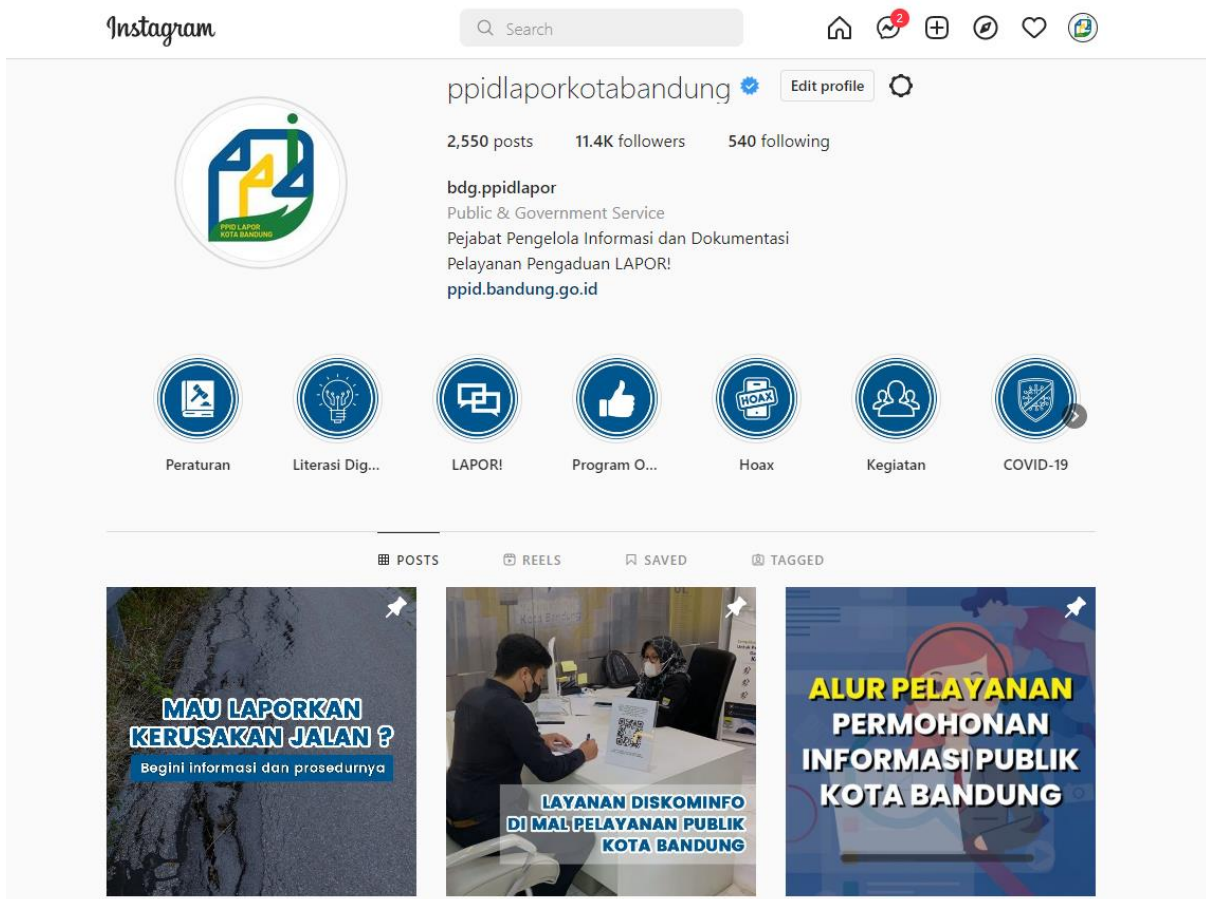 Instagram
Search
2
ppidlaporkotabandung
Edit profile
2,550 posts 11.4K followers 540 following
bdg.ppidlapor
Public & Government Service
Pejabat Pengelola Informasi dan Dokumentasi
Pelayanan Pengaduan LAPOR!
ppid.bandung.go.id
PPID LAPOR
KOTA BANDUNG
HOAX
Peraturan Literasi Dig... LAPOR! Program O... Hoax Kegiatan COVID-19
POSTS REELS SAVED TAGGED
MAU LAPORKAN
KERUSAKAN JALAN ?
Begini informasi dan prosedurnya
Kota Bandung
LAYANAN DISKOMINFO
DI MAL PELAYANAN PUBLIK
KOTA BANDUNG
ALUR PELAYANAN
PERMOHONAN
INFORMASI PUBLIK
KOTA BANDUNG